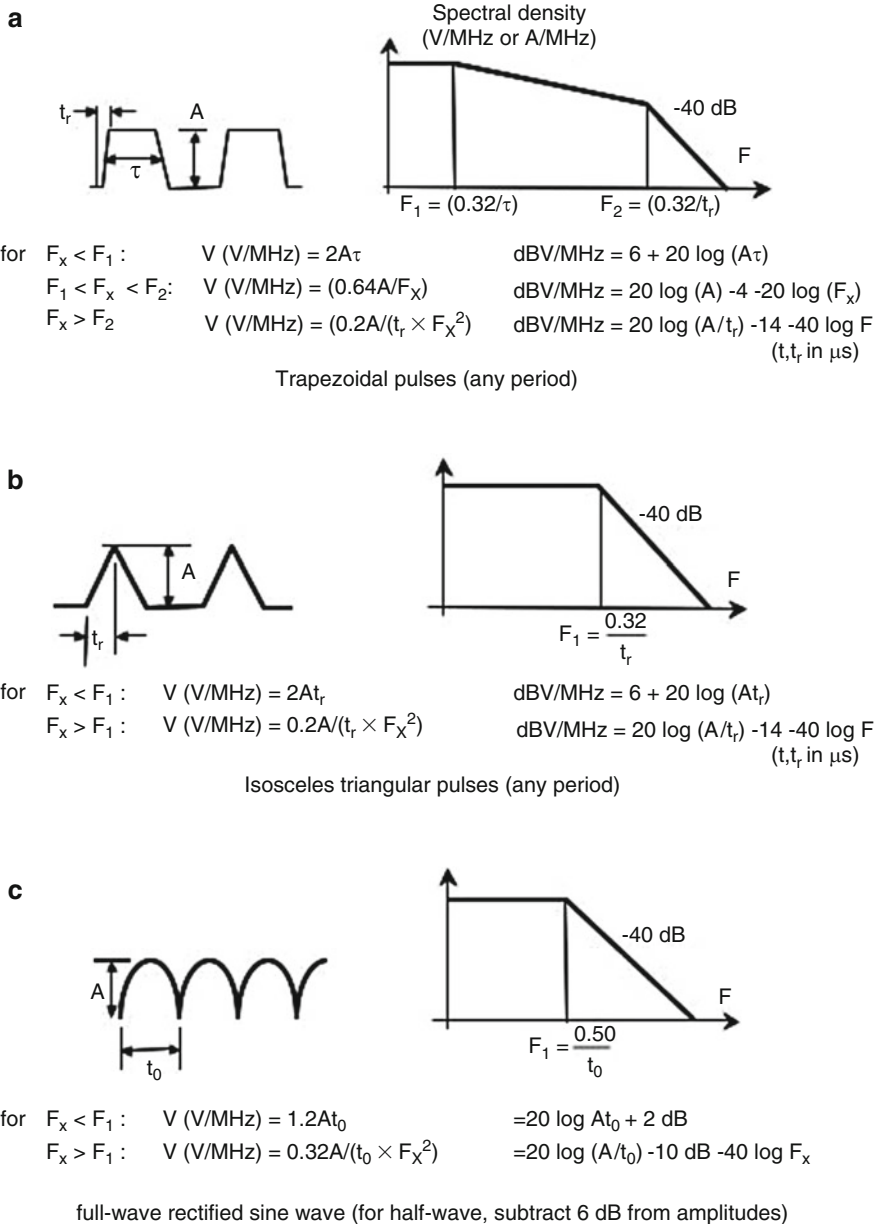 a
Spectral density
(V/MHz or A/MHz)
tᵣ
A
τ
-40 dB
F
F₁ = (0.32/τ)
F₂ = (0.32/tᵣ)
for Fₓ < F₁ : V (V/MHz) = 2Aτ dBV/MHz = 6 + 20 log (Aτ)
F₁ < Fₓ < F₂: V (V/MHz) = (0.64A/F_X) dBV/MHz = 20 log (A) -4 -20 log (Fₓ)
Fₓ > F₂ V (V/MHz) = (0.2A/(tᵣ × F_X²) dBV/MHz = 20 log (A/tᵣ) -14 -40 log F
(t,tᵣ in μs)
Trapezoidal pulses (any period)
b
A
tᵣ
-40 dB
F
F₁ = 0.32/tᵣ
for Fₓ < F₁ : V (V/MHz) = 2Atᵣ dBV/MHz = 6 + 20 log (Atᵣ)
Fₓ > F₁ : V (V/MHz) = 0.2A/(tᵣ × F_X²) dBV/MHz = 20 log (A/tᵣ) -14 -40 log F
(t,tᵣ in μs)
Isosceles triangular pulses (any period)
c
A
t₀
-40 dB
F
F₁ = 0.50/t₀
for Fₓ < F₁ : V (V/MHz) = 1.2At₀ =20 log At₀ + 2 dB
Fₓ > F₁ : V (V/MHz) = 0.32A/(t₀ × F_X²) =20 log (A/t₀) -10 dB -40 log Fₓ
full-wave rectified sine wave (for half-wave, subtract 6 dB from amplitudes)